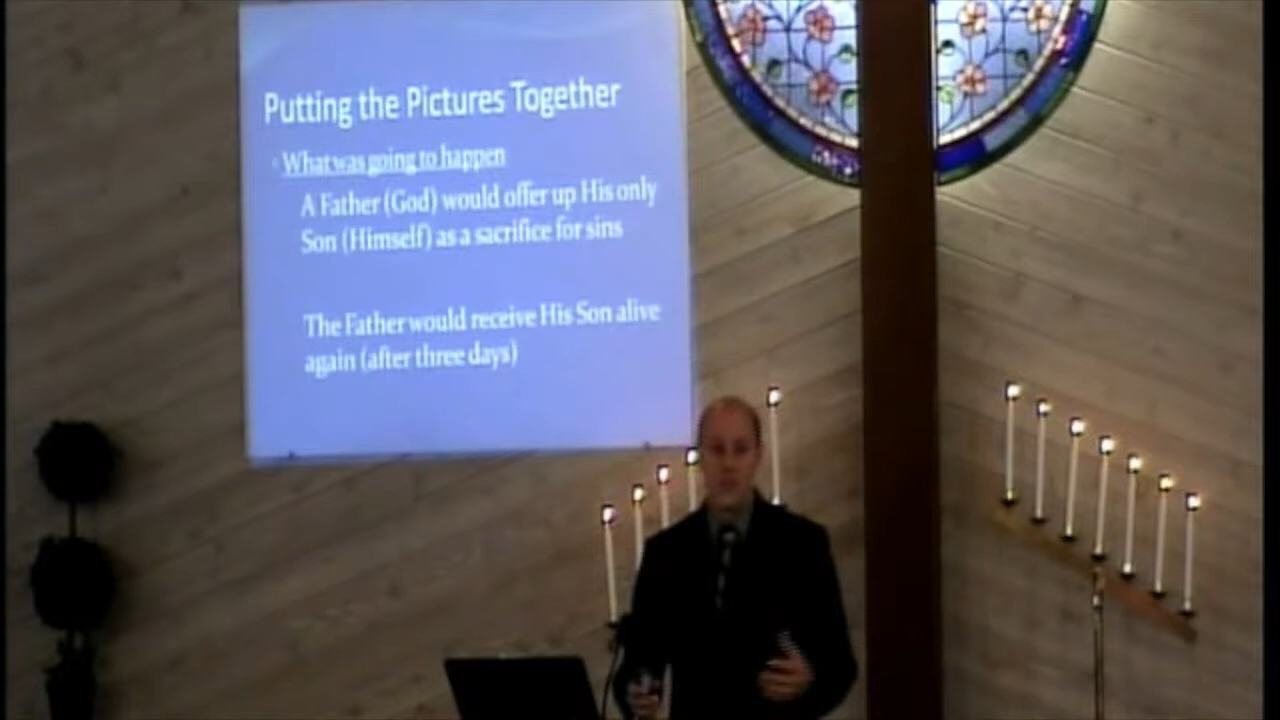 Putting the Pictures Together
What was going to happen
A Father (God) would offer up His only
Son (Himself) as a sacrifice for sins
The Father would receive His Son alive
again (after three days)